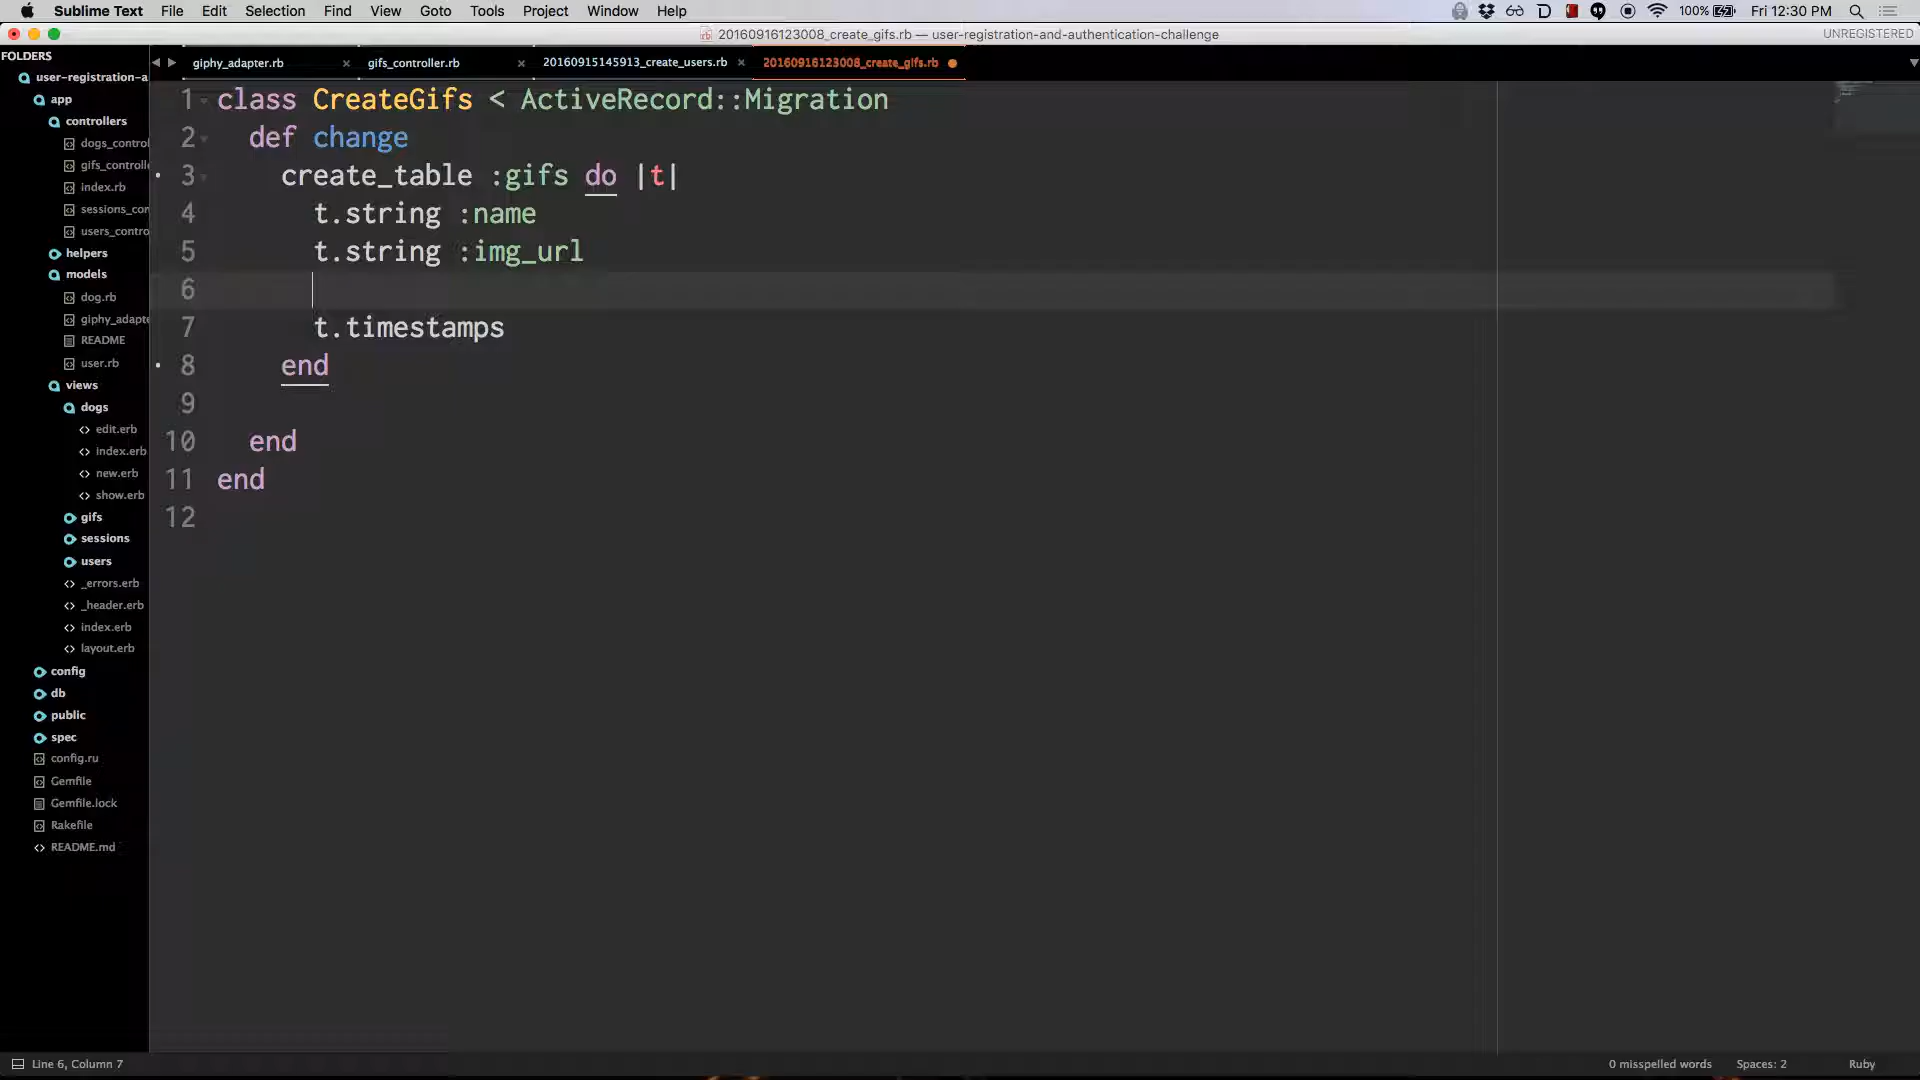 Sublime Text File Edit Selection Find View Goto Tools Project Window Help 100% Fri 12:30 PM
20160916123008_create_gifs.rb — user-registration-and-authentication-challenge UNREGISTERED
FOLDERS
giphy_adapter.rb gifs_controller.rb 20160915145913_create_users.rb 20160916123008_create_gifs.rb
user-registration-a
app
controllers
dogs_control
gifs_controlle
index.rb
sessions_con
users_contro
helpers
models
dog.rb
giphy_adapte
README
user.rb
views
dogs
edit.erb
index.erb
new.erb
show.erb
gifs
sessions
users
_errors.erb
_header.erb
index.erb
layout.erb
config
db
public
spec
config.ru
Gemfile
Gemfile.lock
Rakefile
README.md
1 class CreateGifs < ActiveRecord::Migration
2 def change
3 create_table :gifs do |t|
4 t.string :name
5 t.string :img_url
6
7 t.timestamps
8 end
9
10 end
11 end
12
Line 6, Column 7 0 misspelled words Spaces: 2 Ruby